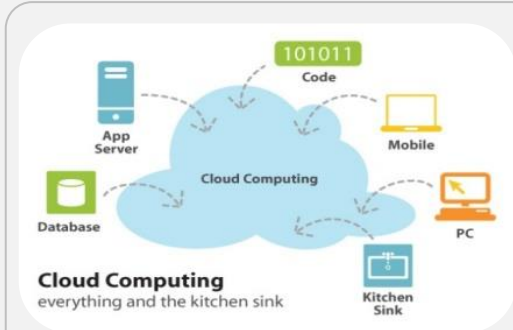 101011
Code
App
Server
Mobile
Cloud Computing
Database
PC
Kitchen
Sink
Cloud Computing
everything and the kitchen sink